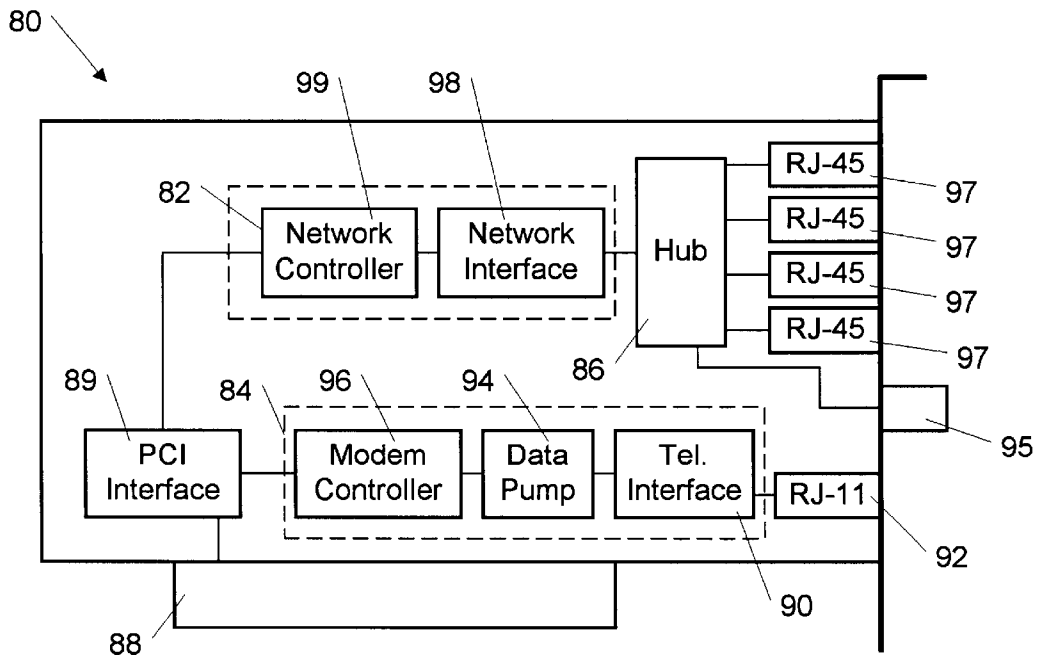 80
99
98
82
Network
Controller
Network
Interface
Hub
RJ-45
97
RJ-45
97
RJ-45
97
RJ-45
97
86
89
84
96
94
95
PCI
Interface
Modem
Controller
Data
Pump
Tel.
Interface
RJ-11
92
90
88